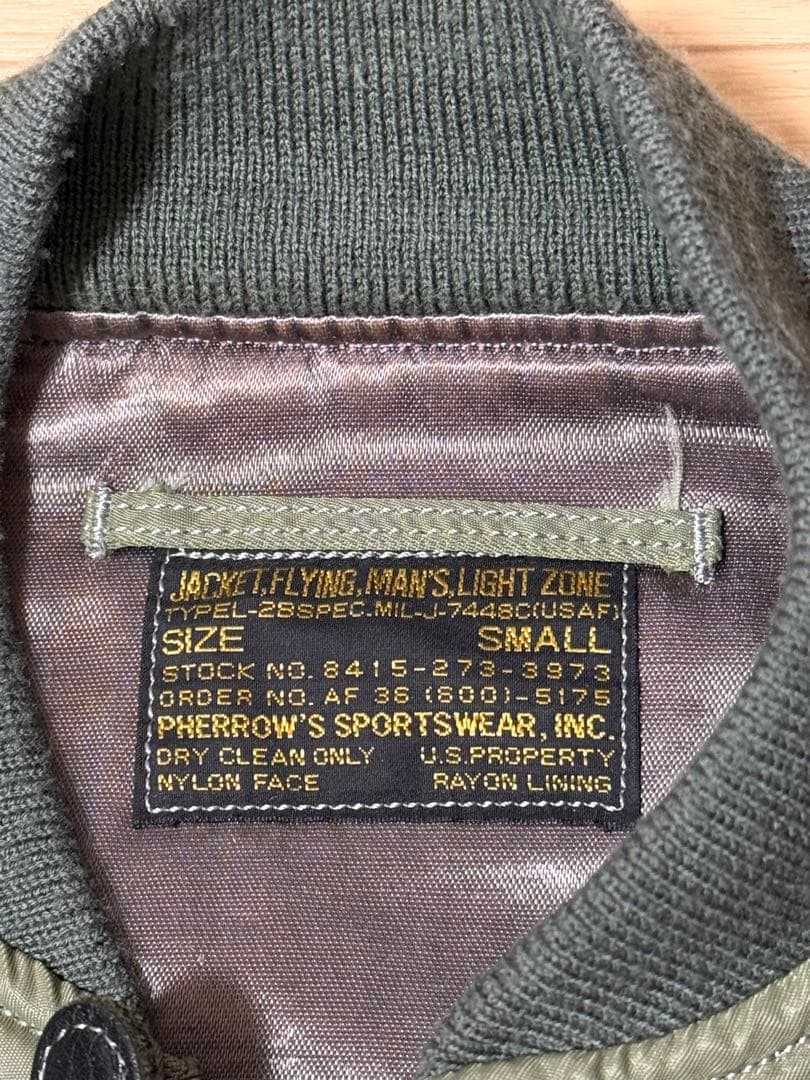 JACKET,FLYING,MAN'S,LIGHT ZONE
TYPEL-2BSPEC.MIL-J-7448C(USAF)
SIZE SMALL
STOCK NO. 8415-273-3973
ORDER NO. AF 36 (600)-5175
PHERROW'S SPORTSWEAR, INC.
DRY CLEAN ONLY U.S.PROPERTY
NYLON FACE RAYON LINING